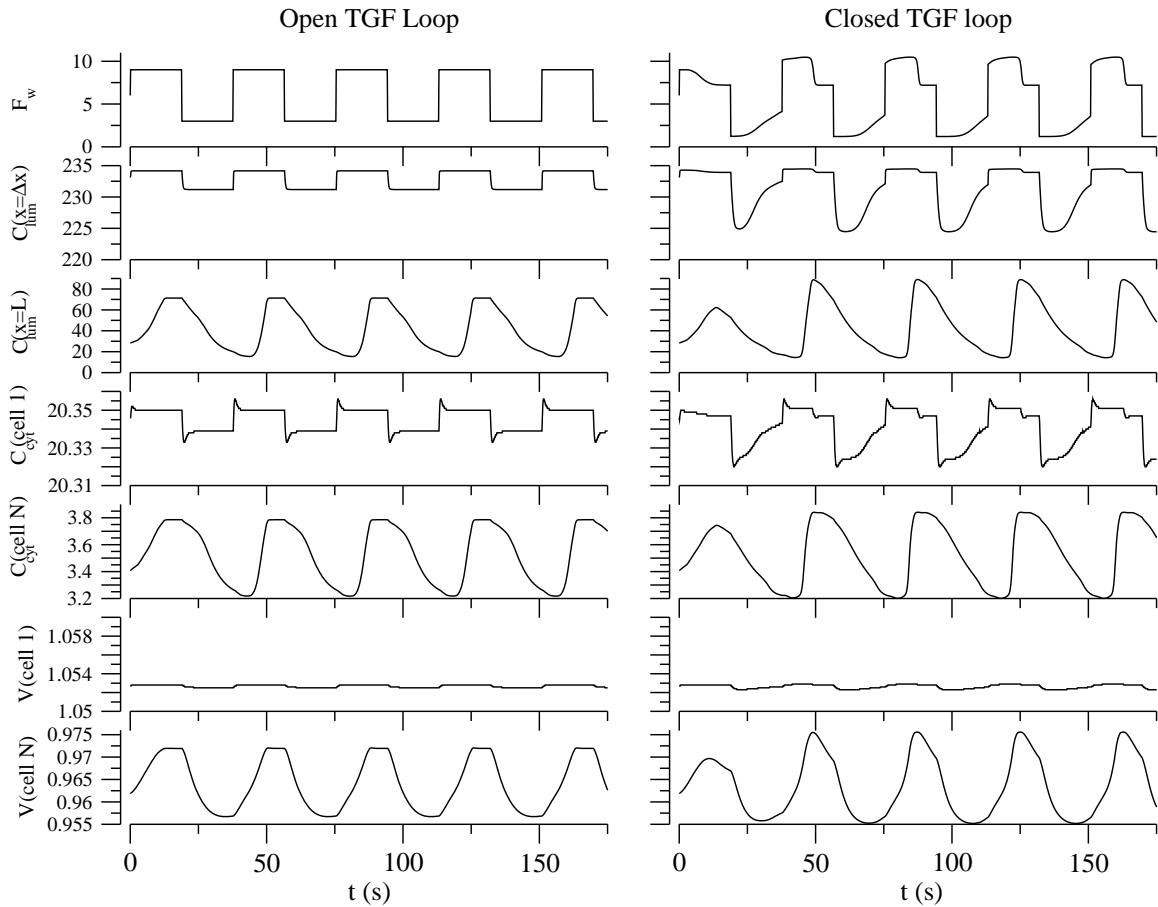 Open TGF Loop
Closed TGF loop
F_w
10
5
0
C_lum(x=Δx)
235
230
225
220
C_lum(x=L)
80
60
40
20
0
C_cyt(cell 1)
20.35
20.33
20.31
C_cyt(cell N)
3.8
3.6
3.4
3.2
V(cell 1)
1.058
1.054
1.05
V(cell N)
0.975
0.97
0.965
0.96
0.955
0 50 100 150
t (s)
0 50 100 150
t (s)